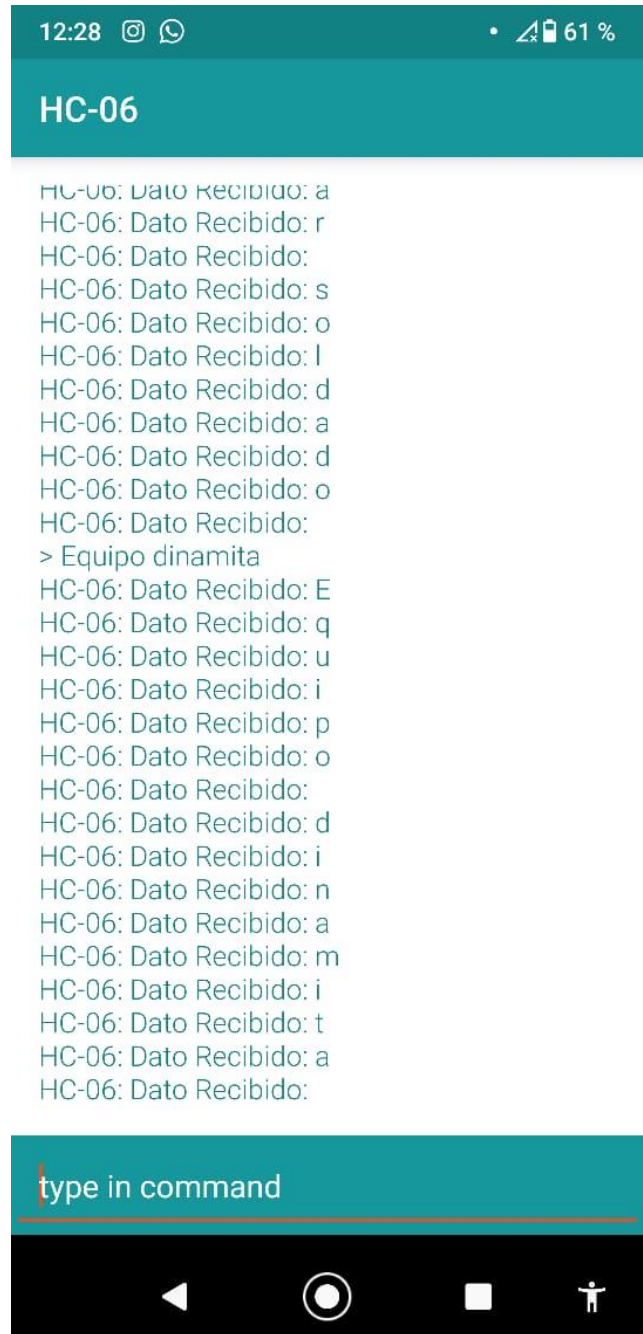 12:28 61 %
HC-06
HC-06: Dato Recibido: a
HC-06: Dato Recibido: r
HC-06: Dato Recibido:
HC-06: Dato Recibido: s
HC-06: Dato Recibido: o
HC-06: Dato Recibido: l
HC-06: Dato Recibido: d
HC-06: Dato Recibido: a
HC-06: Dato Recibido: d
HC-06: Dato Recibido: o
HC-06: Dato Recibido:
> Equipo dinamita
HC-06: Dato Recibido: E
HC-06: Dato Recibido: q
HC-06: Dato Recibido: u
HC-06: Dato Recibido: i
HC-06: Dato Recibido: p
HC-06: Dato Recibido: o
HC-06: Dato Recibido:
HC-06: Dato Recibido: d
HC-06: Dato Recibido: i
HC-06: Dato Recibido: n
HC-06: Dato Recibido: a
HC-06: Dato Recibido: m
HC-06: Dato Recibido: i
HC-06: Dato Recibido: t
HC-06: Dato Recibido: a
HC-06: Dato Recibido:
type in command